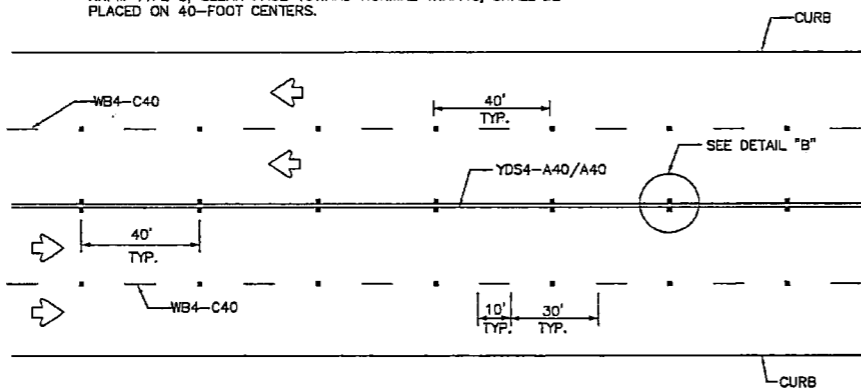 PLACED ON 40-FOOT CENTERS.
CURB
WB4-C40
40'
TYP.
SEE DETAIL "B"
YDS4-A40/A40
40'
TYP.
WB4-C40
10'
TYP.
30'
TYP.
CURB